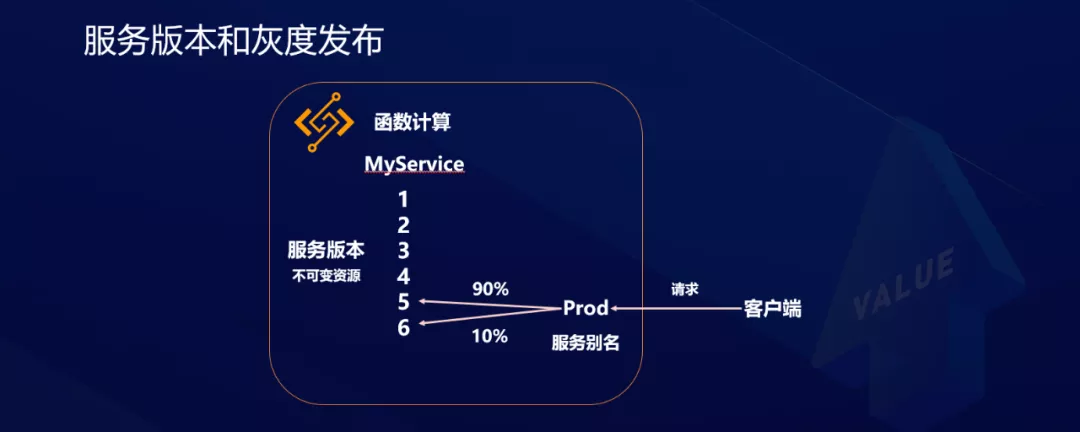 服务版本和灰度发布
函数计算
MyService
1
2
服务版本
3
不可变资源
4
5
6
90%
10%
Prod
服务别名
请求
客户端
VALUE